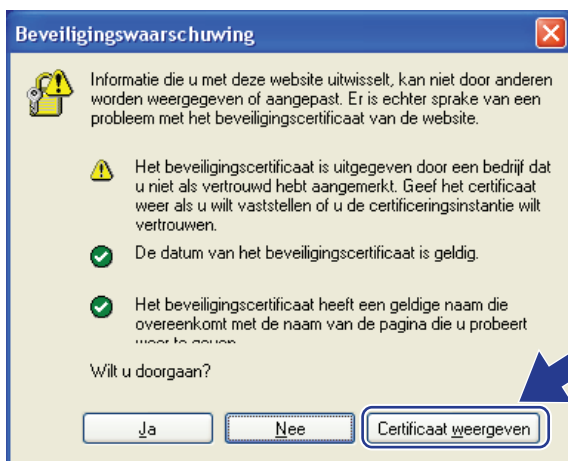 Beveiligingswaarschuwing
Informatie die u met deze website uitwisselt, kan niet door anderen
worden weergegeven of aangepast. Er is echter sprake van een
probleem met het beveiligingscertificaat van de website.
Het beveiligingscertificaat is uitgegeven door een bedrijf dat
u niet als vertrouwd hebt aangemerkt. Geef het certificaat
weer als u wilt vaststellen of u de certificeringsinstantie wilt
vertrouwen.
De datum van het beveiligingscertificaat is geldig.
Het beveiligingscertificaat heeft een geldige naam die
overeenkomt met de naam van de pagina die u probeert
Wilt u doorgaan?
Ja Nee Certificaat weergeven